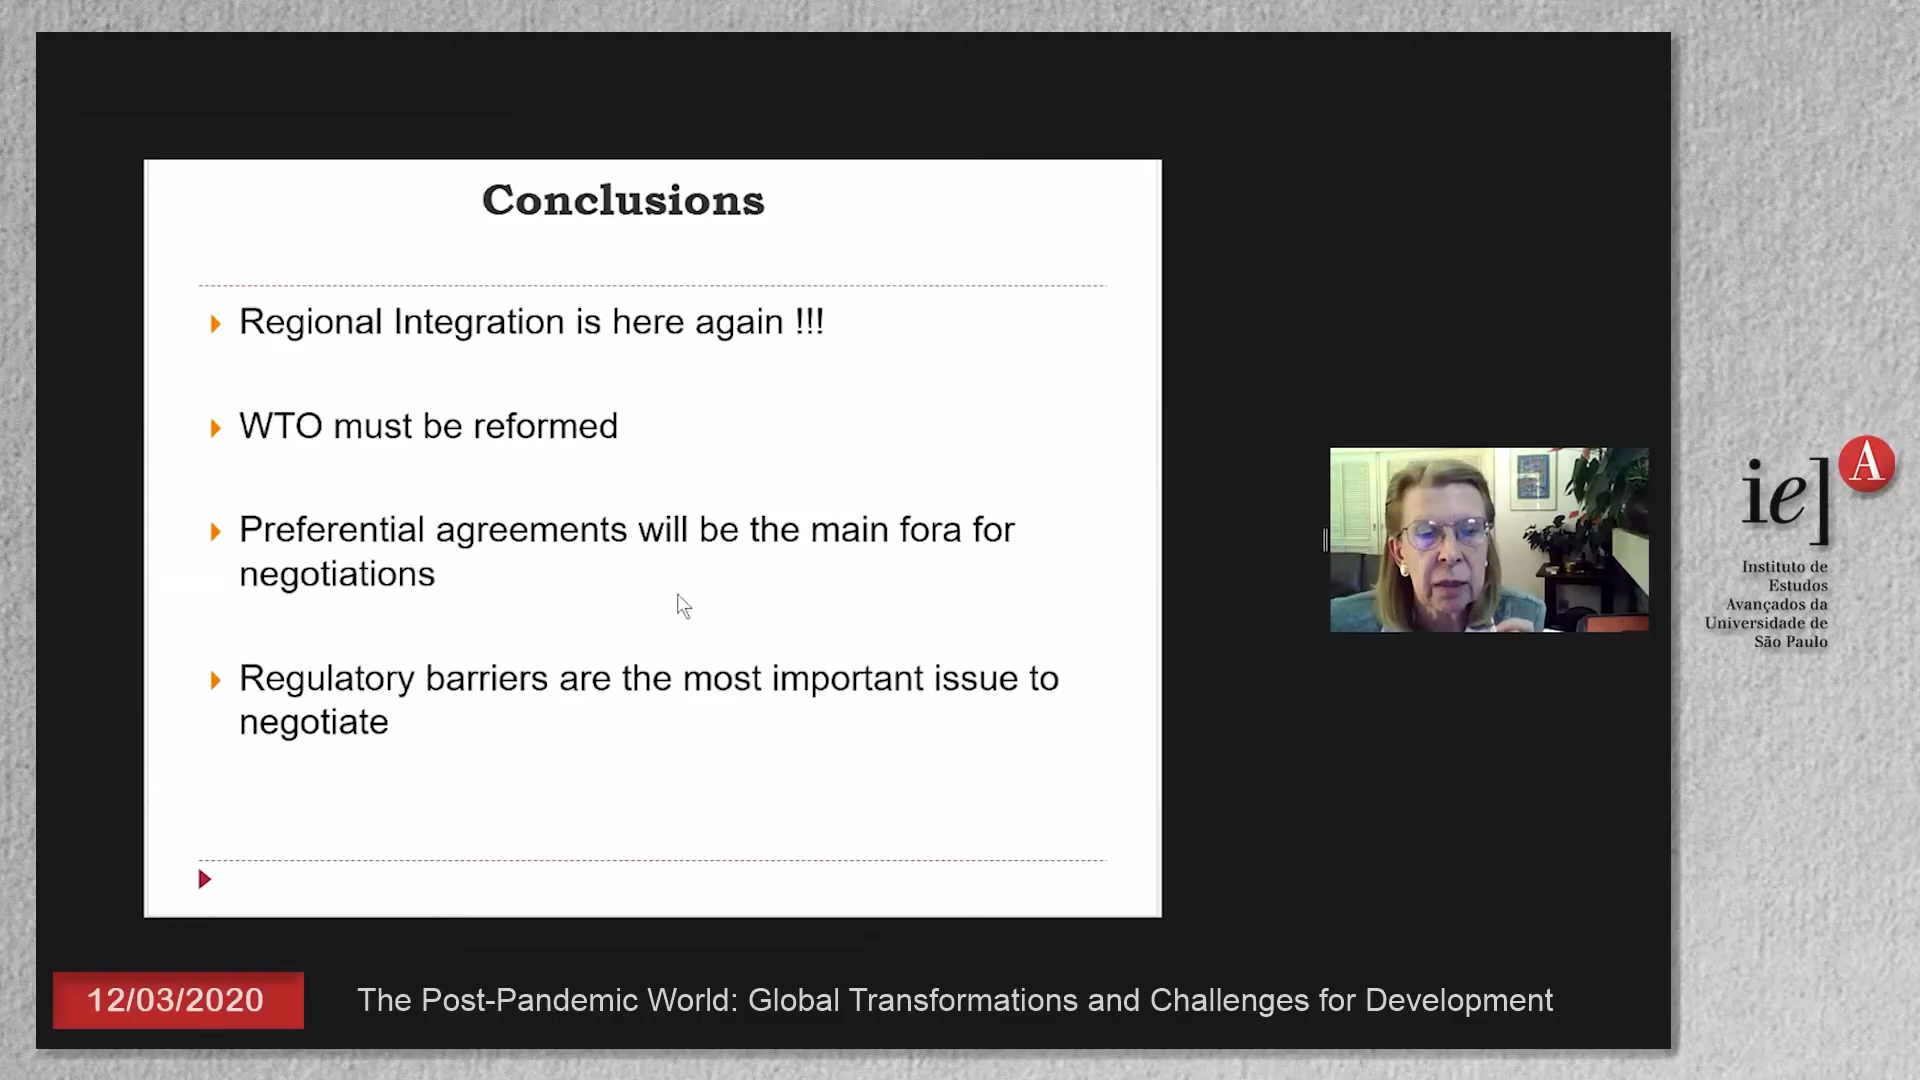 Conclusions
Regional Integration is here again !!!
WTO must be reformed
Preferential agreements will be the main fora for
negotiations
Regulatory barriers are the most important issue to
negotiate
ie] A
Instituto de
Estudos
Avançados da
Universidade de
São Paulo
12/03/2020
The Post-Pandemic World: Global Transformations and Challenges for Development